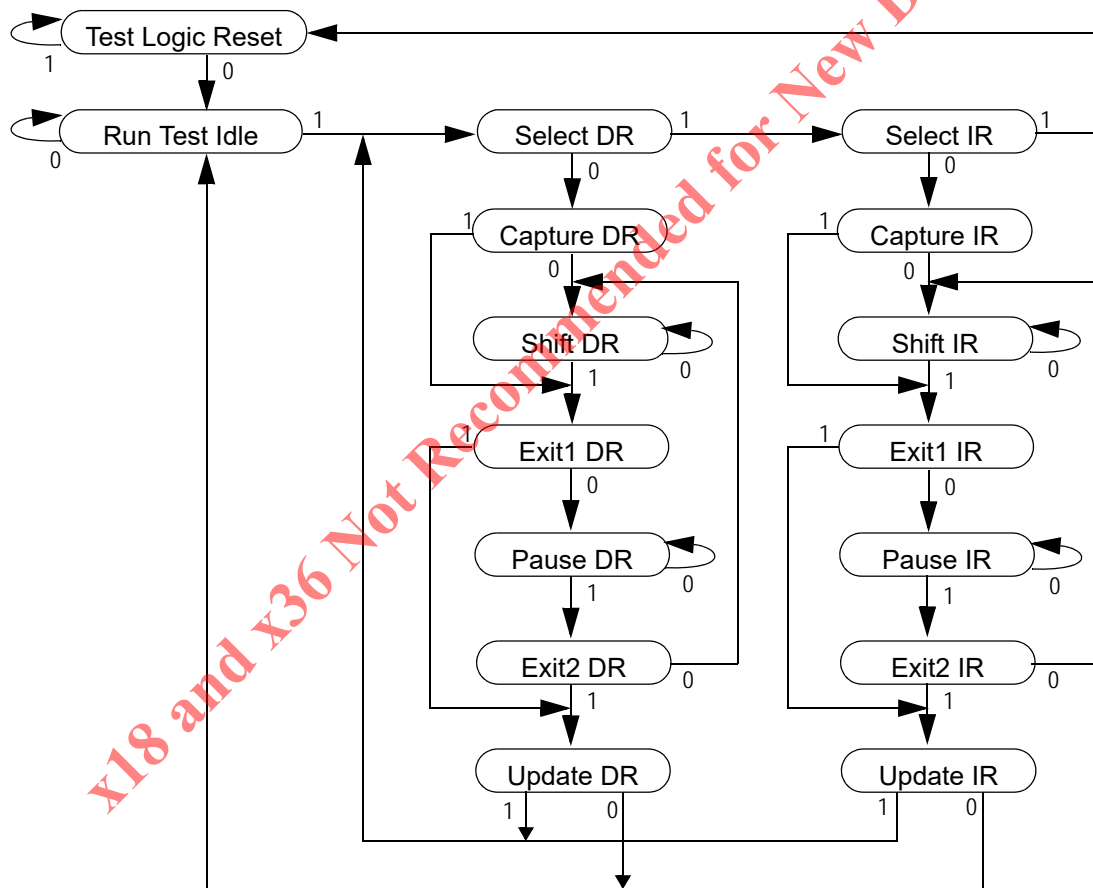 Test Logic Reset
1
0
Run Test Idle
0
1
Select DR
1
0
Select IR
1
0
Capture DR
1
0
Capture IR
1
0
Shift DR
0
1
Shift IR
0
1
Exit1 DR
1
0
Exit1 IR
1
0
Pause DR
0
1
Pause IR
0
1
Exit2 DR
0
1
Exit2 IR
0
1
Update DR
1
0
Update IR
1
0
x18 and x36 Not Recommended for New D